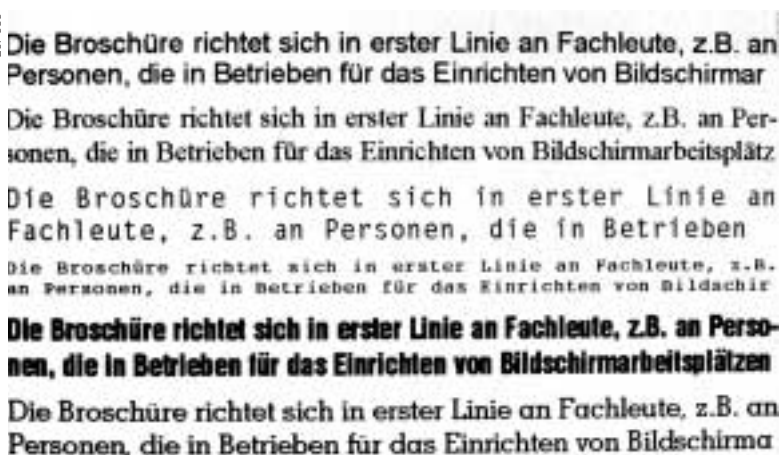 Die Broschüre richtet sich in erster Linie an Fachleute, z.B. an
Personen, die in Betrieben für das Einrichten von Bildschirmar
Die Broschüre richtet sich in erster Linie an Fachleute, z.B. an Per-
sonen, die in Betrieben für das Einrichten von Bildschirmarbeitsplätz
Die Broschüre richtet sich in erster Linie an
Fachleute, z.B. an Personen, die in Betrieben
Die Broschüre richtet sich in erster Linie an Fachleute, z.B.
an Personen, die in Betrieben für das Einrichten von Bildschir
Die Broschüre richtet sich in erster Linie an Fachleute, z.B. an Perso-
nen, die in Betrieben für das Einrichten von Bildschirmarbeitsplätzen
Die Broschüre richtet sich in erster Linie an Fachleute, z.B. an
Personen, die in Betrieben für das Einrichten von Bildschirma